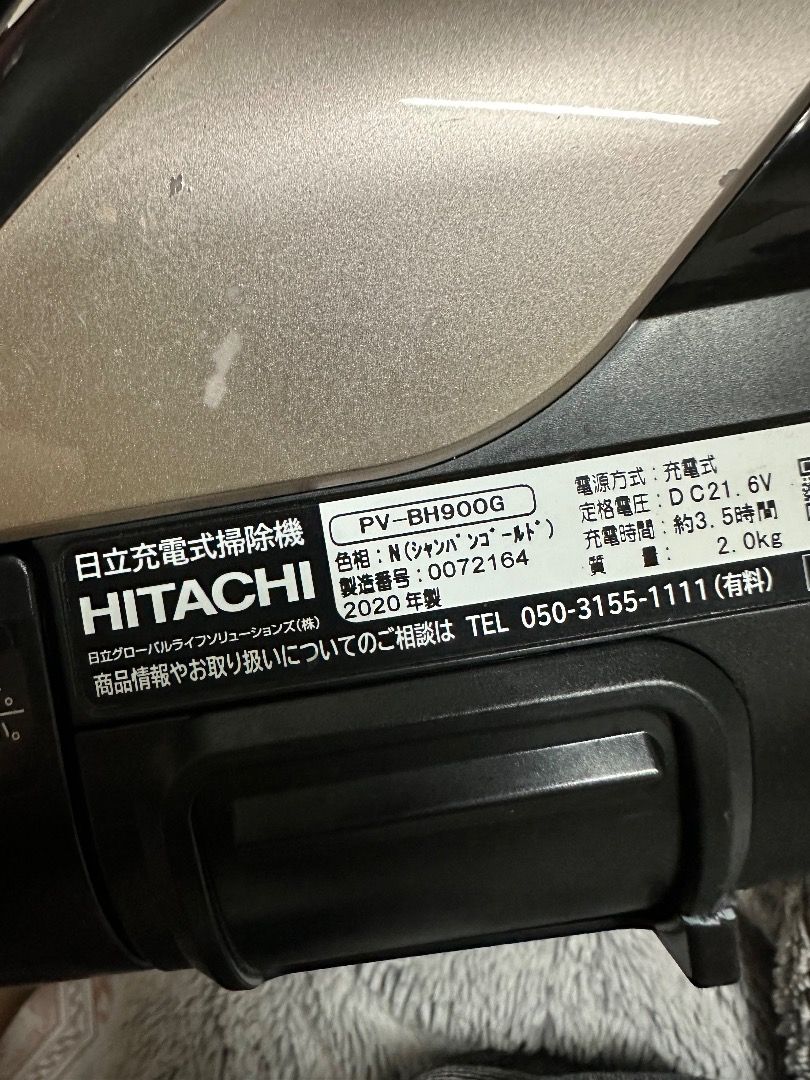 日立充電式掃除機
HITACHI
日立グローバルライフソリューションズ(株)
PV-BH900G
色相:N(シャンパンゴールド)
製造番号:0072164
2020年製
電源方式:充電式
定格電圧:DC21.6V
充電時間:約3.5時間
質 量: 2.0kg
商品情報やお取り扱いについてのご相談は TEL 050-3155-1111(有料)